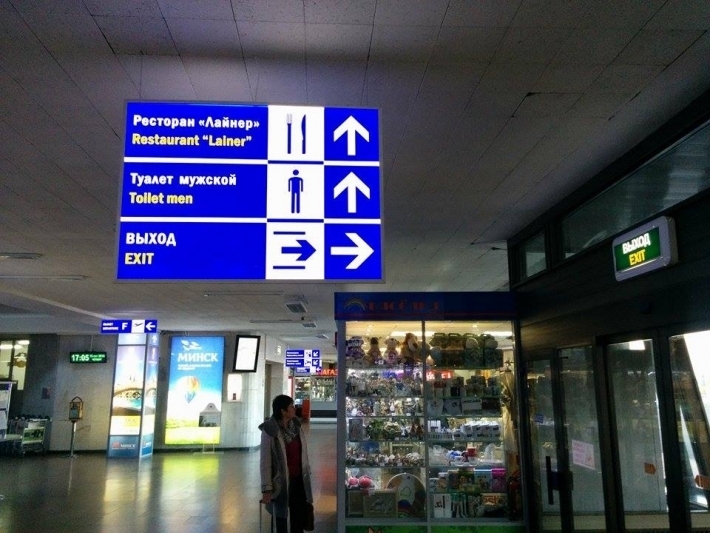 Ресторан «Лайнер»
Restaurant "Lainer"
Туалет мужской
Toilet men
ВЫХОД
EXIT
ВЫХОД
EXIT
F
17:05
МИНСК